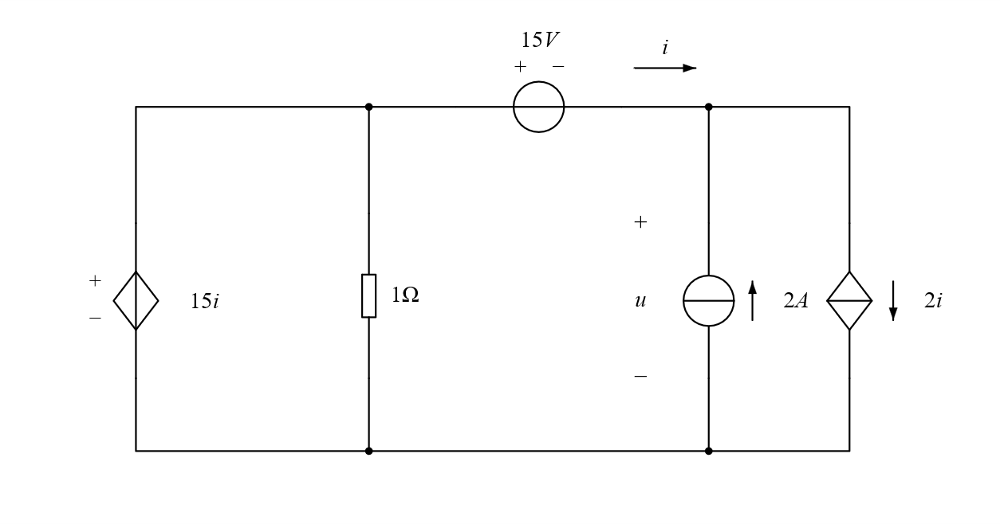 15V
+ −
i
+
+
−
15i
1Ω
u
2A
2i
−